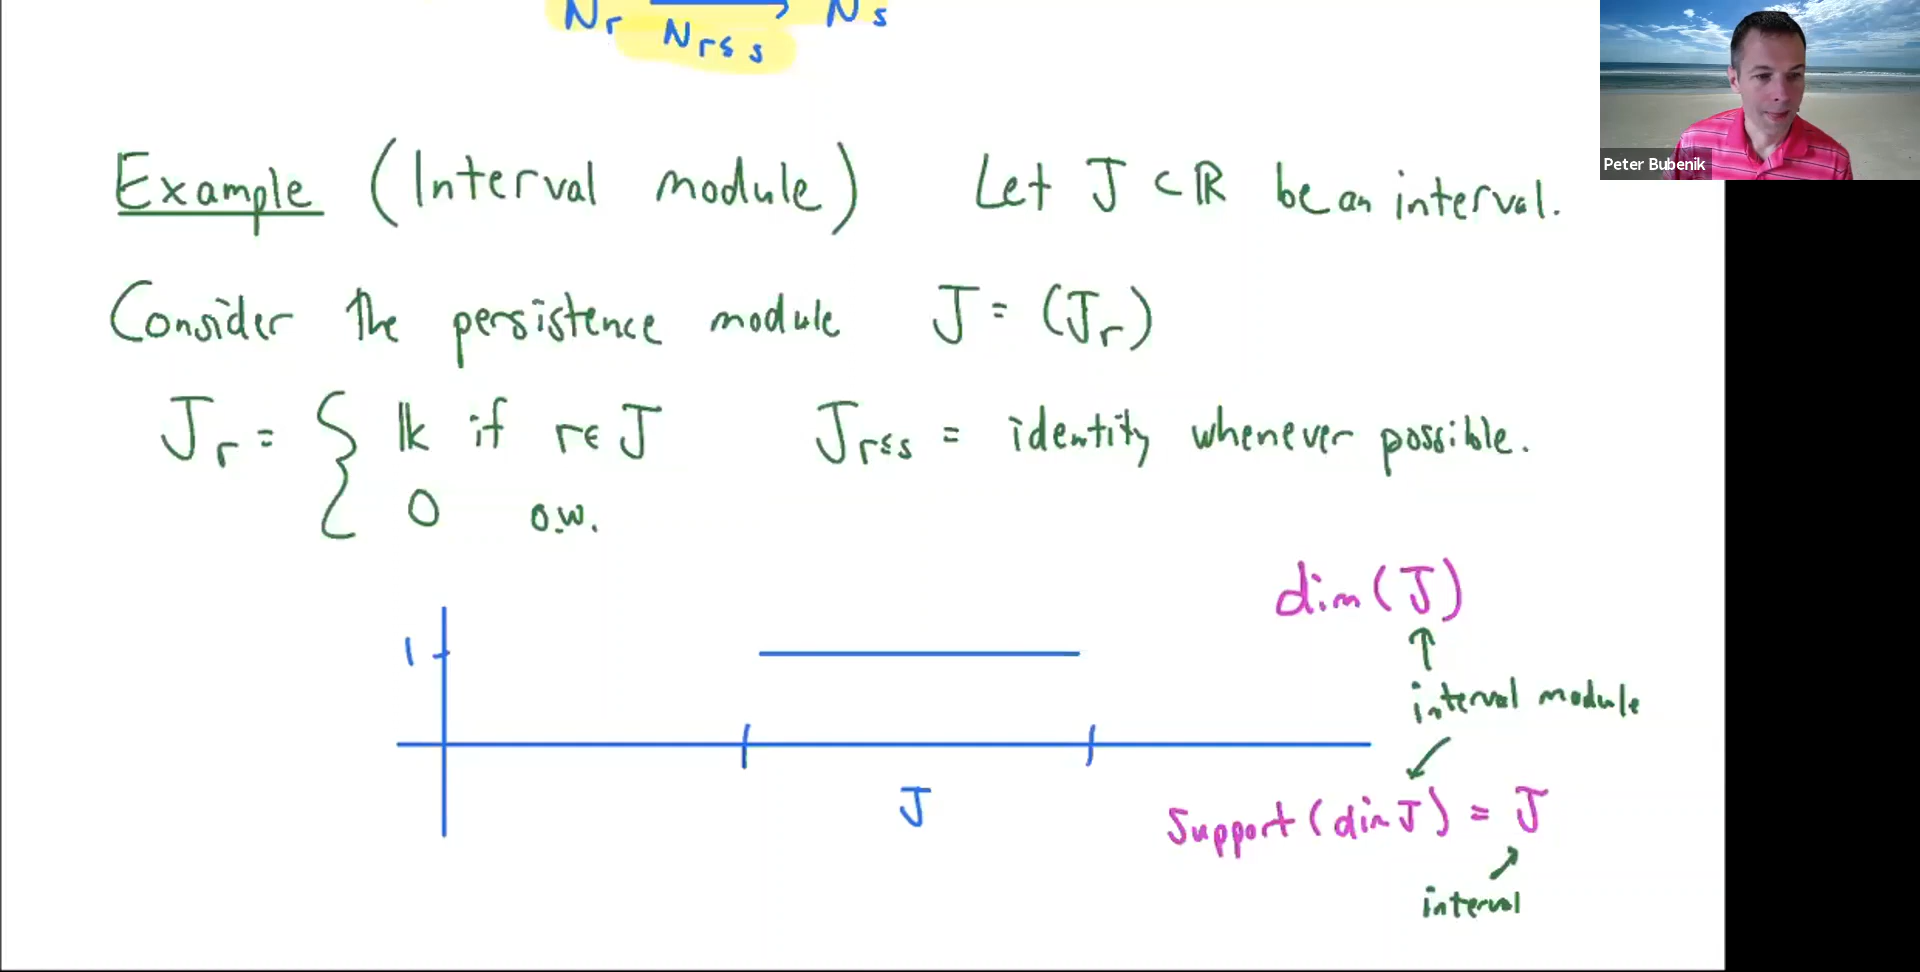 Nr → Ns
Nr≤s
Peter Bubenik
Example (Interval module) Let J ⊂ ℝ be an interval.
Consider the persistence module J = (Jr)
Jr = { 𝕜 if r∈J Jr≤s = identity whenever possible.
0 o.w.
dim(J)
1
↑
interval module
J
Support(dim J) = J
interval